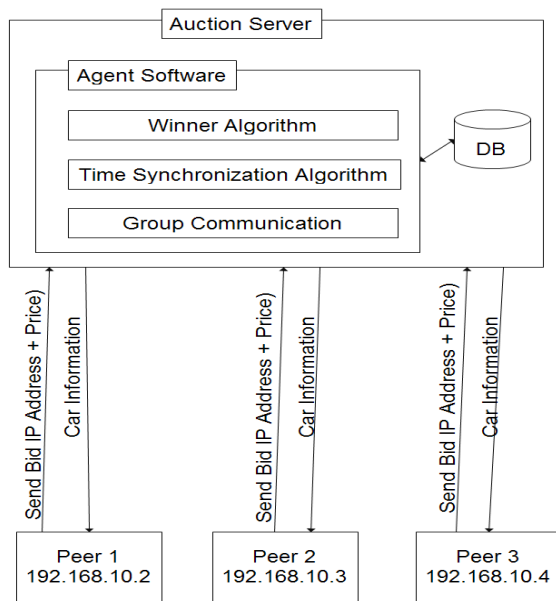 Auction Server
Agent Software
Winner Algorithm
Time Synchronization Algorithm
Group Communication
DB
Send Bid IP Address + Price)
Car Information
Send Bid IP Address + Price)
Car Information
Send Bid IP Address + Price)
Car Information
Peer 1
192.168.10.2
Peer 2
192.168.10.3
Peer 3
192.168.10.4